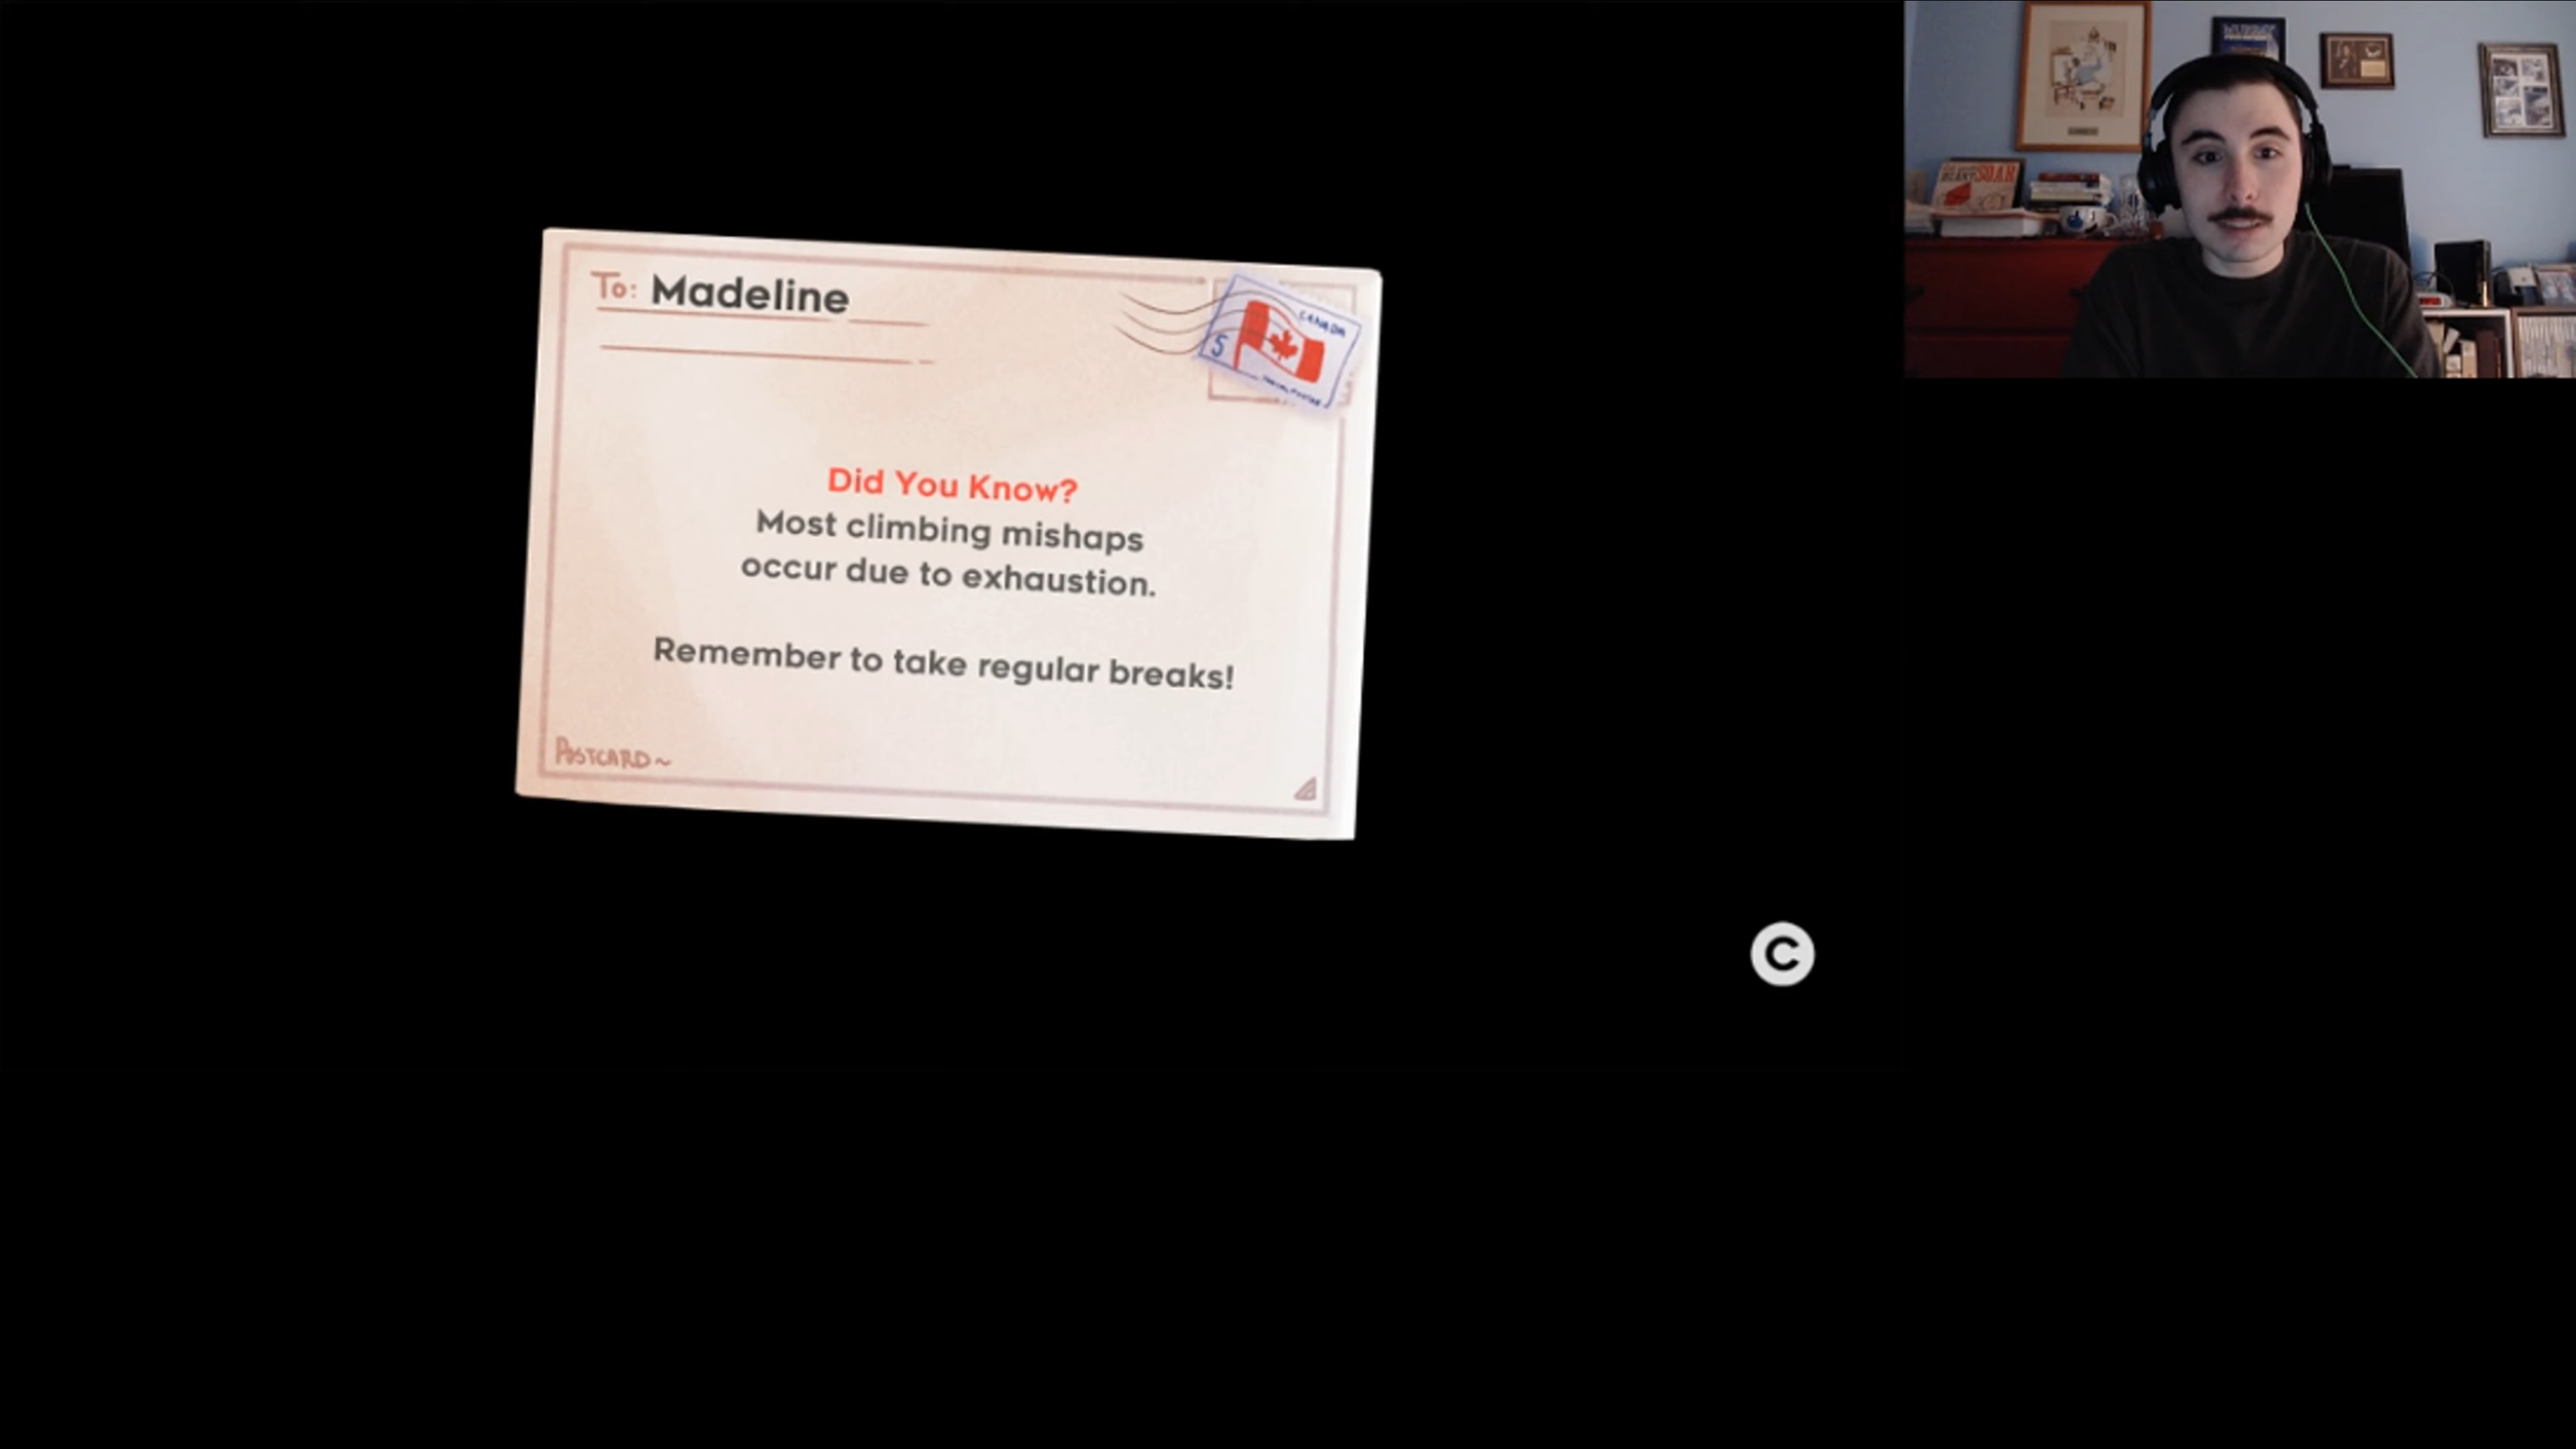 To: Madeline
CANADA
5
Did You Know?
Most climbing mishaps
occur due to exhaustion.
Remember to take regular breaks!
POSTCARD~
C
SOAR